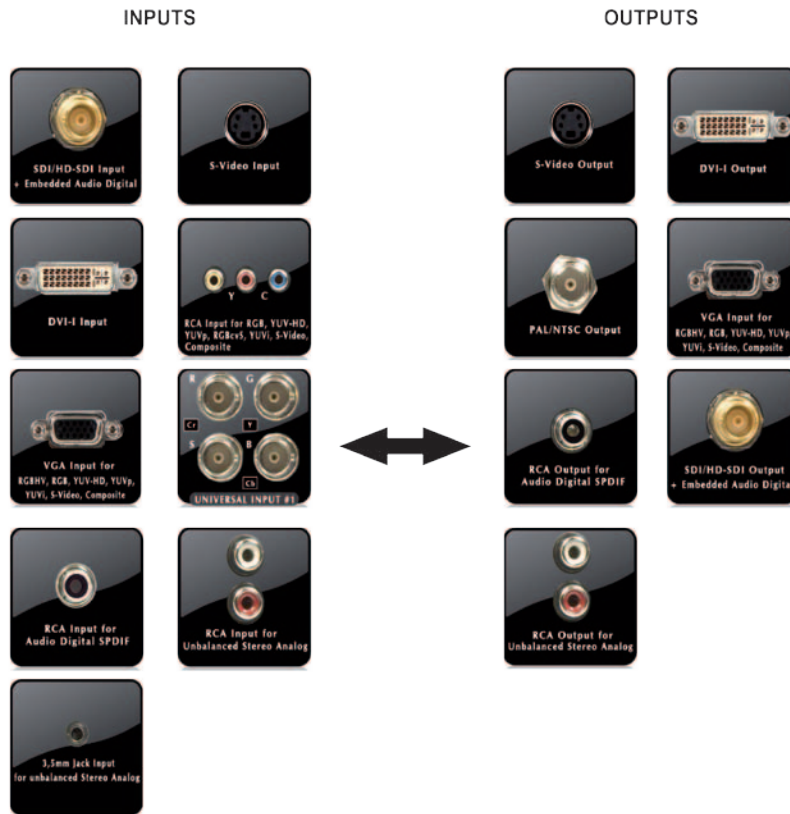 INPUTS
OUTPUTS
SDI/HD-SDI Input
+ Embedded Audio Digital
S-Video Input
S-Video Output
DVI-I Output
DVI-I Input
Y C
RCA Input for RGB, YUV-HD,
YUVp, RGBcvS, YUVi, S-Video,
Composite
PAL/NTSC Output
VGA Input for
RGBHV, RGB, YUV-HD, YUVp
YUVi, S-Video, Composite
VGA Input for
RGBHV, RGB, YUV-HD, YUVp,
YUVi, S-Video, Composite
R G
Cr Y
S B
Cb
UNIVERSAL INPUT #1
RCA Output for
Audio Digital SPDIF
SDI/HD-SDI Output
+ Embedded Audio Digita
RCA Input for
Audio Digital SPDIF
RCA Input for
Unbalanced Stereo Analog
RCA Output for
Unbalanced Stereo Analog
3,5mm Jack Input
for unbalanced Stereo Analog